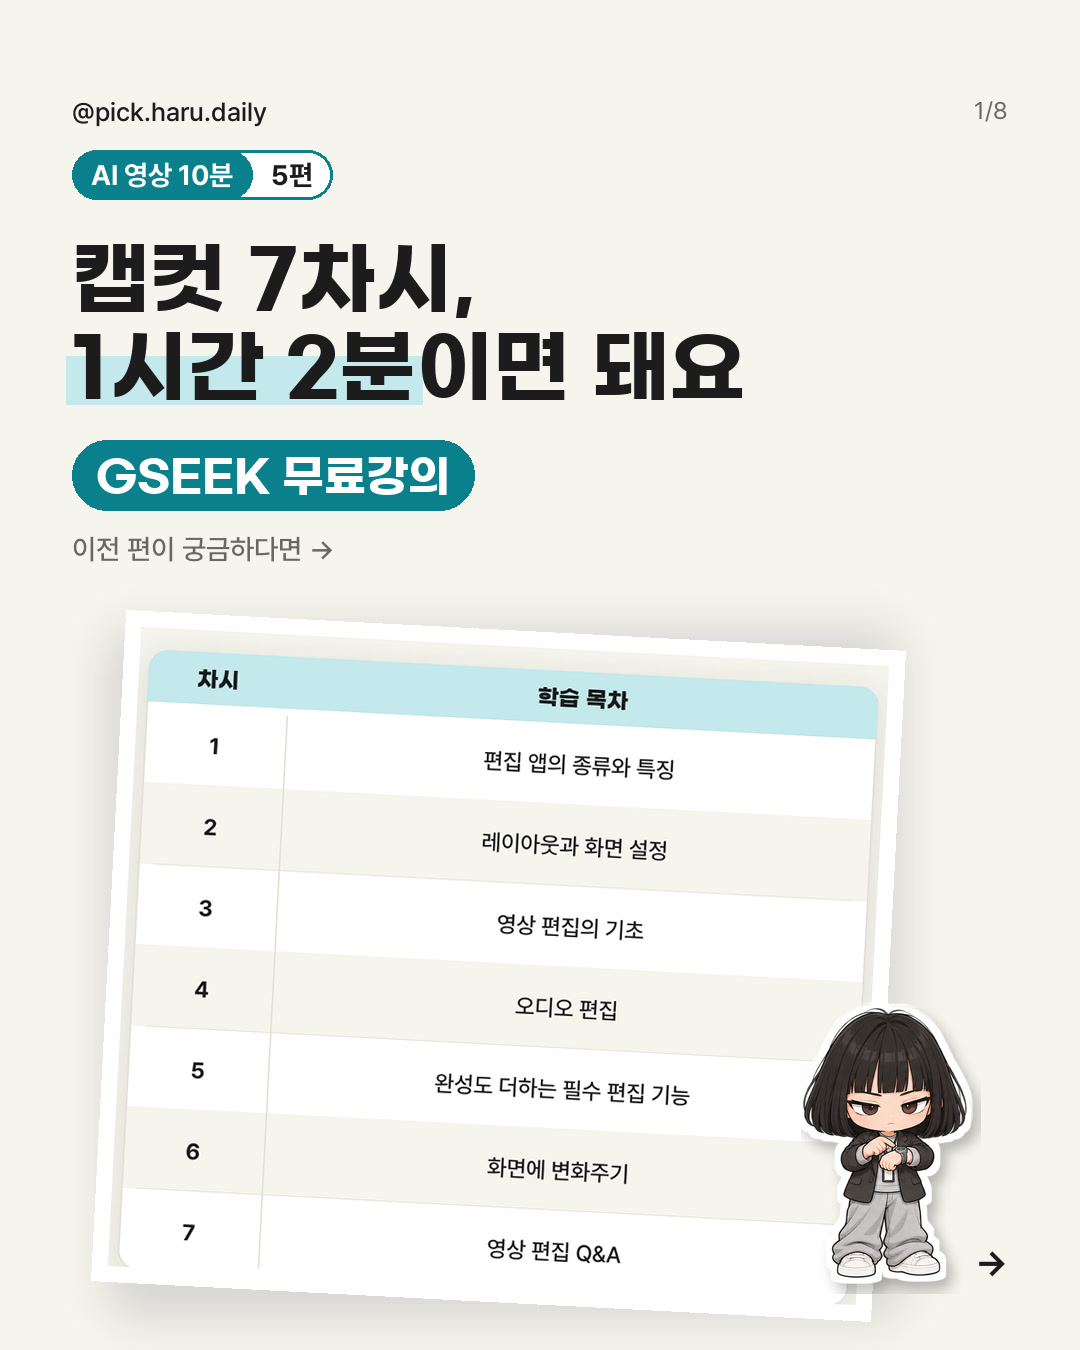 @pick.haru.daily
1/8
AI 영상 10분 5편
캡컷 7차시,
1시간 2분이면 돼요
GSEEK 무료강의
이전 편이 궁금하다면 →
차시 학습 목차
1 편집 앱의 종류와 특징
2 레이아웃과 화면 설정
3 영상 편집의 기초
4 오디오 편집
5 완성도 더하는 필수 편집 기능
6 화면에 변화주기
7 영상 편집 Q&A
→